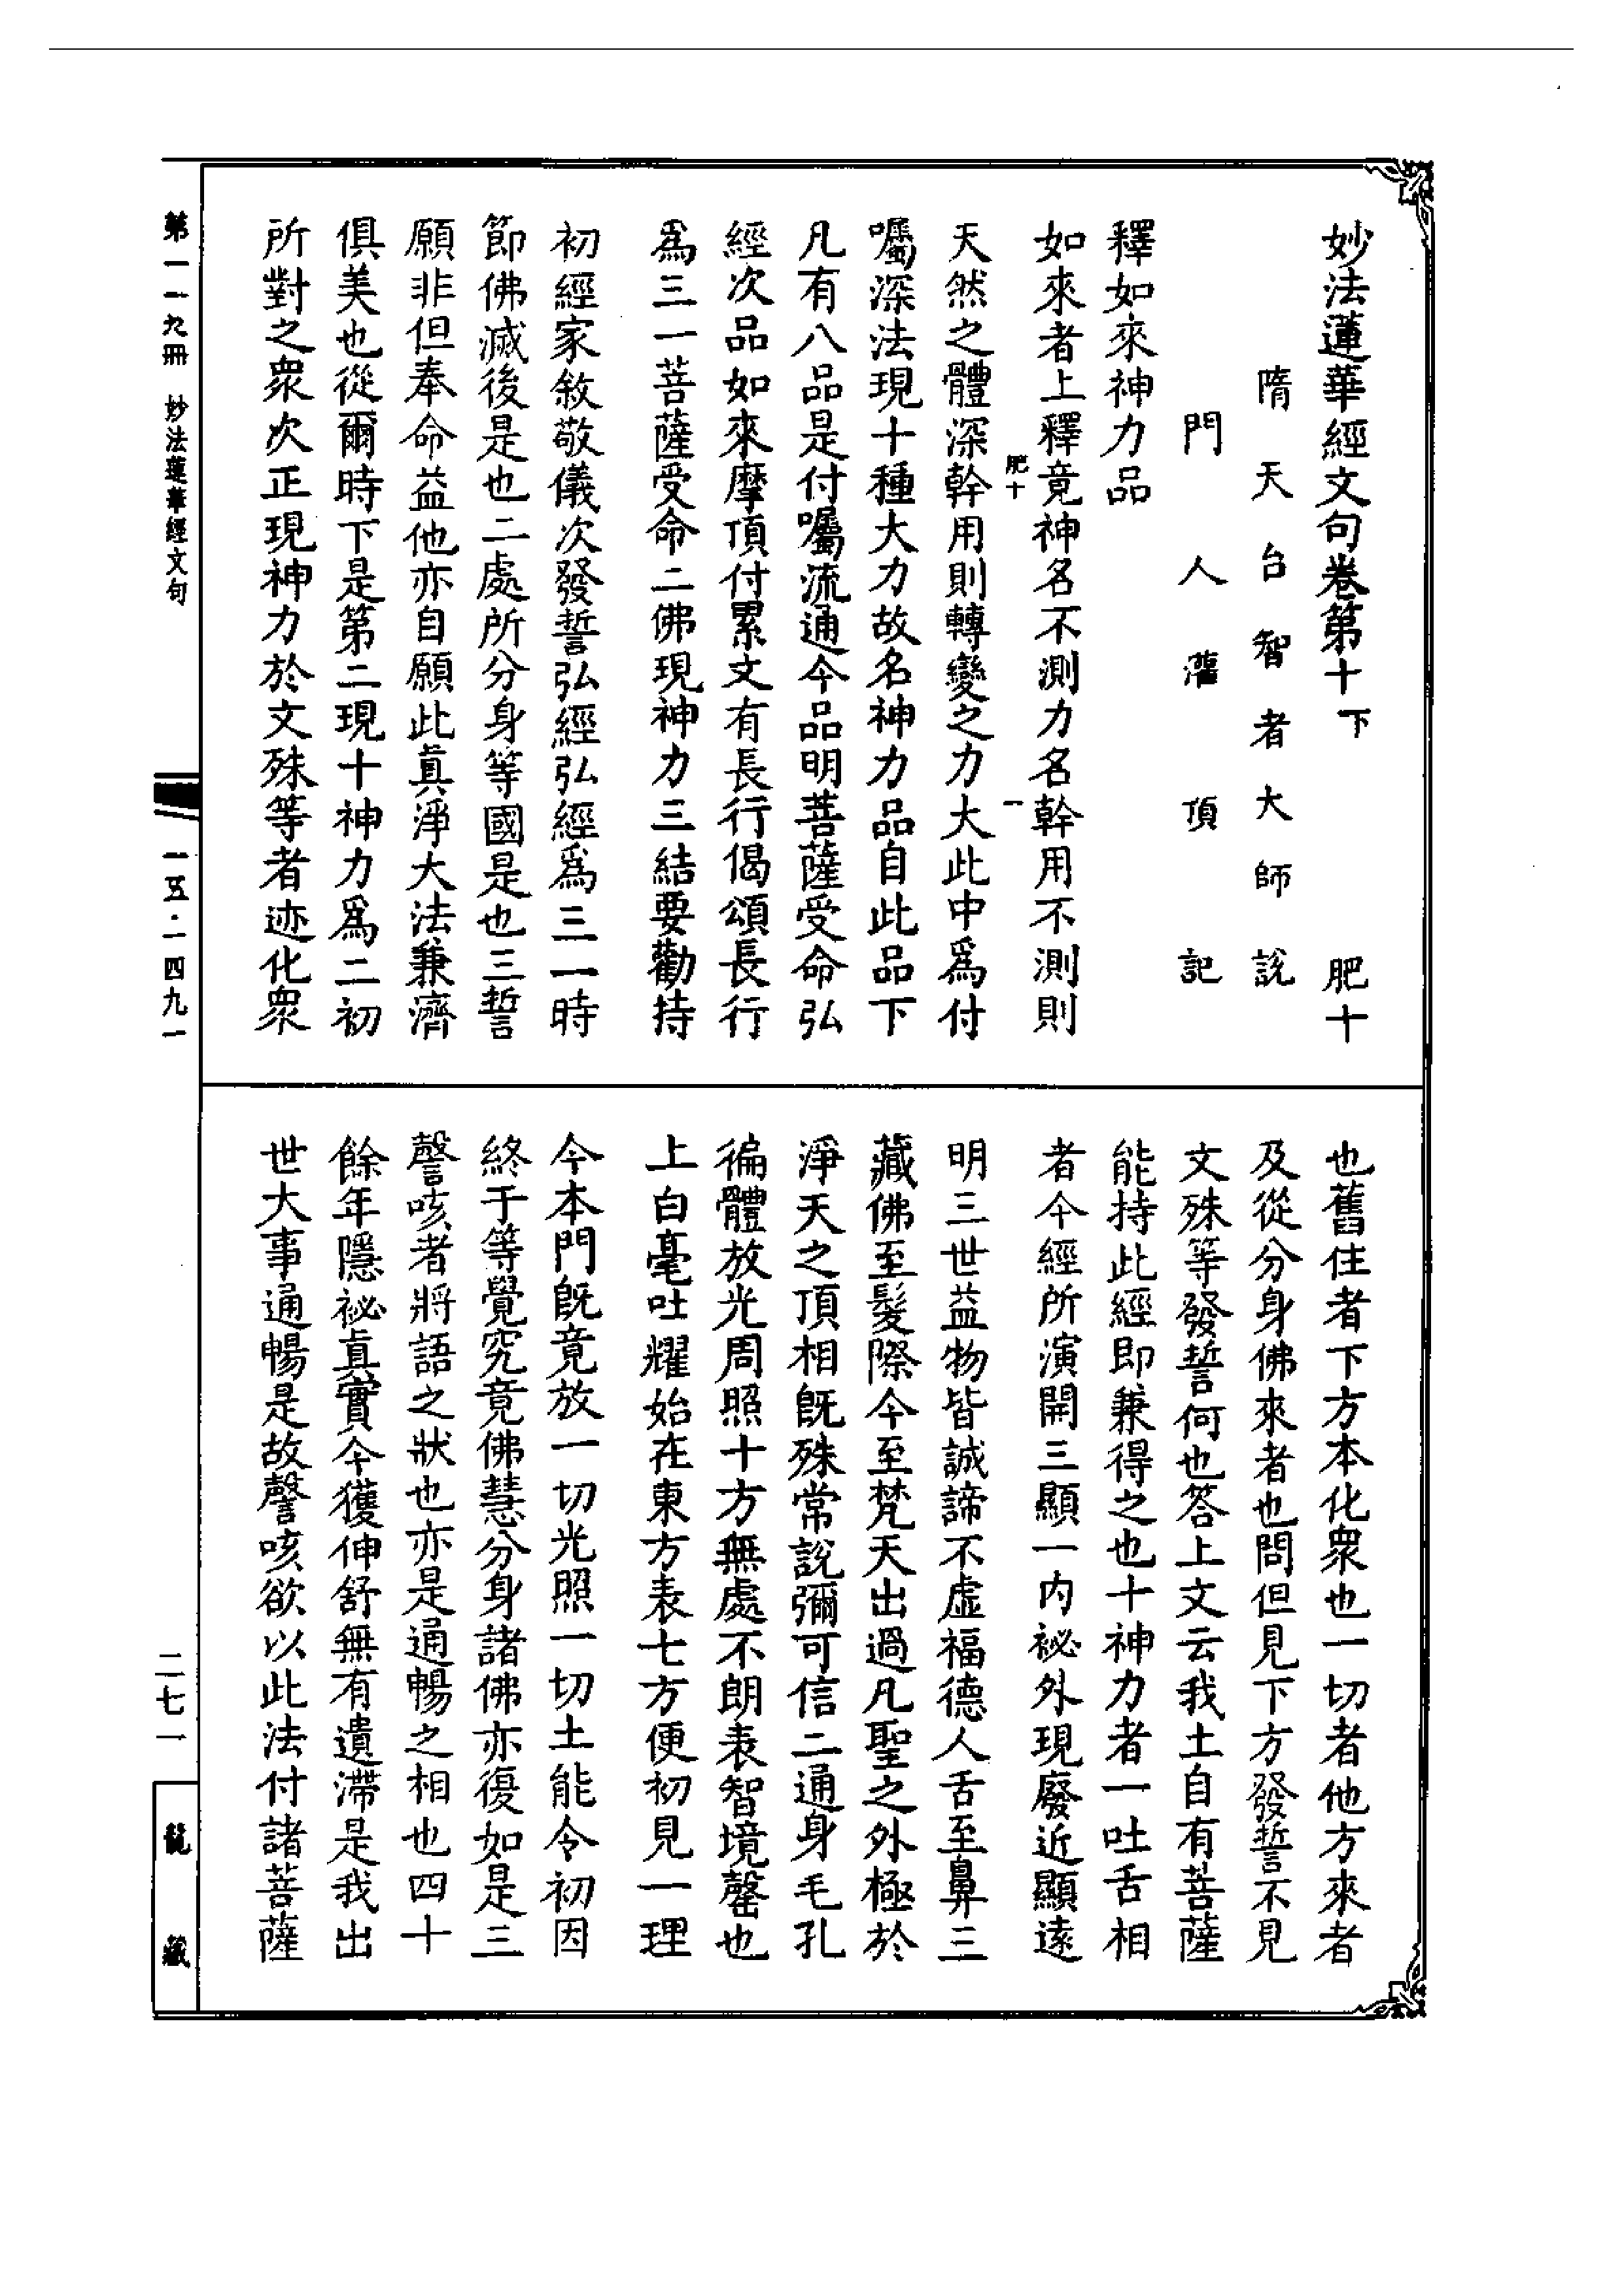 妙法蓮華經文句卷第十下 肥十
隋天台智者大師說
門人灌頂記
釋如來神力品
如來者上釋竟神名不測力名幹用不測則
肥十 一
天然之體深幹用則轉變之力大此中爲付
囑深法現十種大力故名神力品自此品下
凡有八品是付囑流通今品明菩薩受命弘
經次品如來摩頂付累文有長行偈頌長行
爲三一菩薩受命二佛現神力三結要勸持
初經家敘敬儀次發誓弘經弘經爲三一時
節佛滅後是也二處所分身等國是也三誓
願非但奉命益他亦自願此眞淨大法兼濟
俱美也從爾時下是第二現十神力爲二初
所對之眾次正現神力於文殊等者迹化眾
也舊住者下方本化眾也一切者他方來者
及從分身佛來者也問但見下方發誓不見
文殊等發誓何也答上文云我土自有菩薩
能持此經即兼得之也十神力者一吐舌相
者今經所演開三顯一內祕外現廢近顯遠
明三世益物皆誠諦不虛福德人舌至鼻三
藏佛至髮際今至梵天出過凡聖之外極於
淨天之頂相旣殊常說彌可信二通身毛孔
徧體放光周照十方無處不朗表智境罄也
上白毫吐耀始在東方表七方便初見一理
今本門旣竟放一切光照一切土能令初因
終于等覺究竟佛慧分身諸佛亦復如是三
謦咳者將語之狀也亦是通暢之相也四十
餘年隱祕眞實今獲伸舒無有遺滯是我出
世大事通暢是故謦咳欲以此法付諸菩薩
第一一九冊 妙法蓮華經文句
一五·一四九一
二七一
龍藏